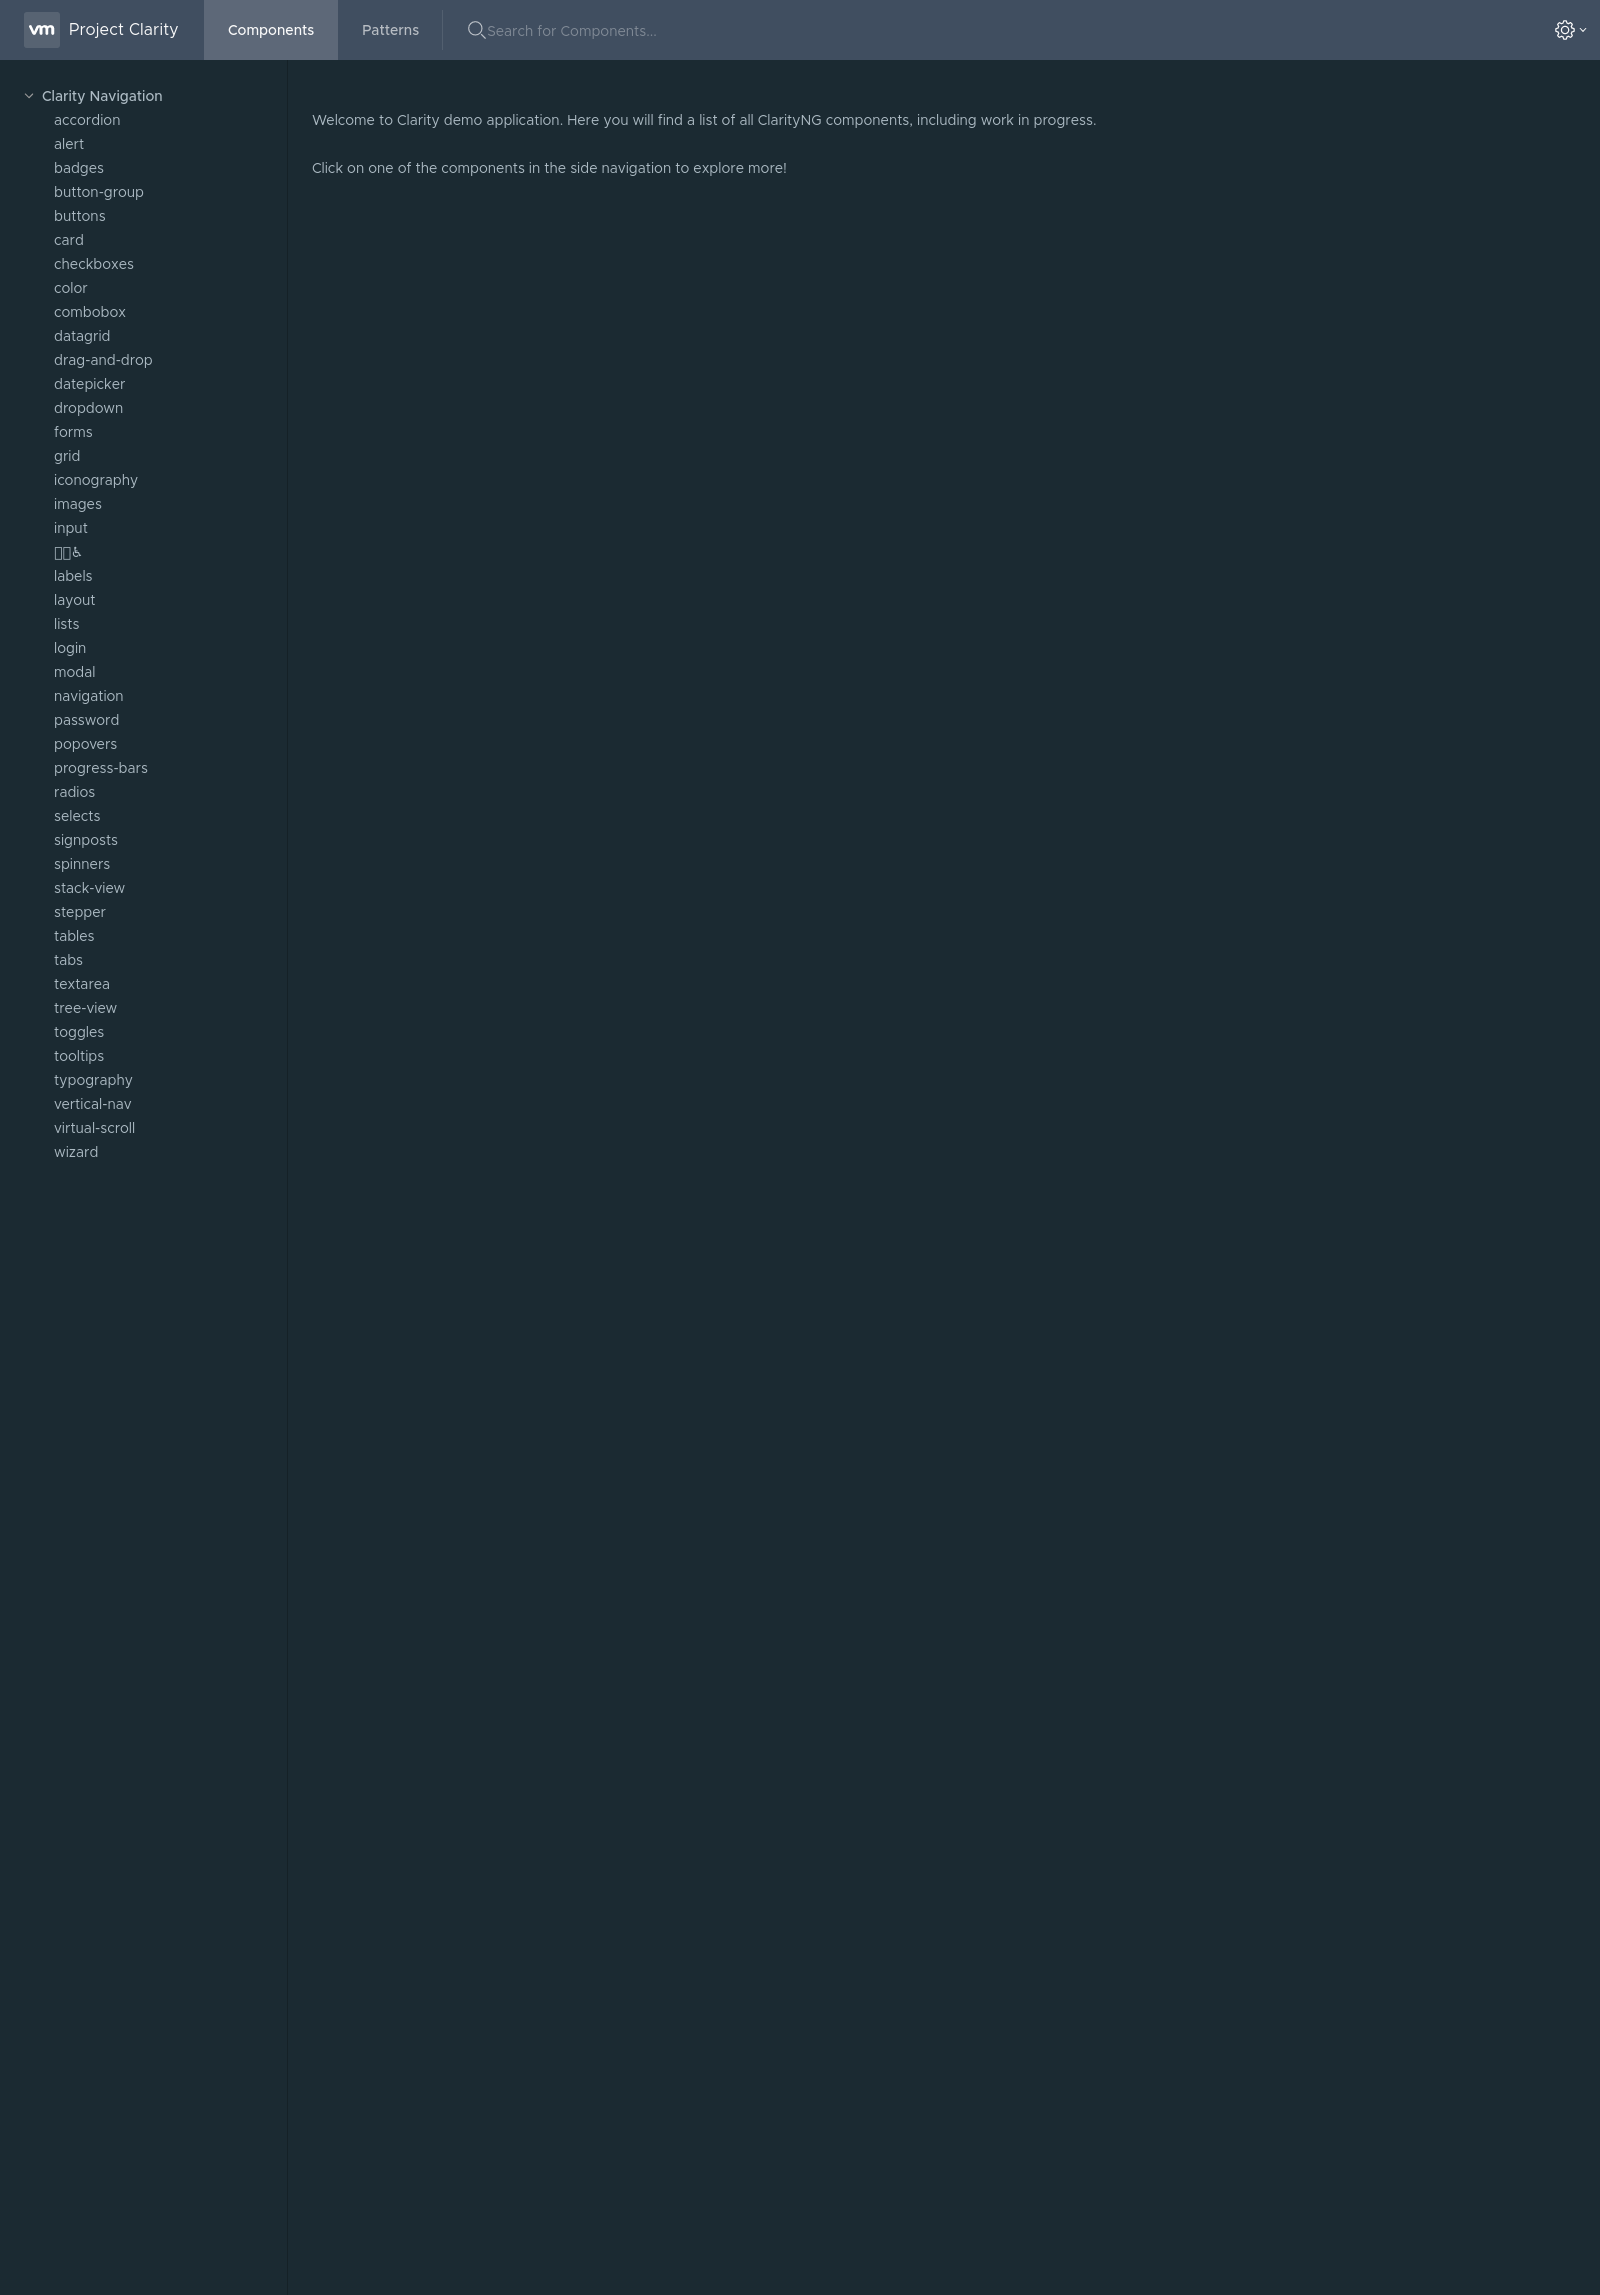 vm Project Clarity Components Patterns Search for Components...
Clarity Navigation
accordion
alert
badges
button-group
buttons
card
checkboxes
color
combobox
datagrid
drag-and-drop
datepicker
dropdown
forms
grid
iconography
images
input
♿
labels
layout
lists
login
modal
navigation
password
popovers
progress-bars
radios
selects
signposts
spinners
stack-view
stepper
tables
tabs
textarea
tree-view
toggles
tooltips
typography
vertical-nav
virtual-scroll
wizard
Welcome to Clarity demo application. Here you will find a list of all ClarityNG components, including work in progress.
Click on one of the components in the side navigation to explore more!